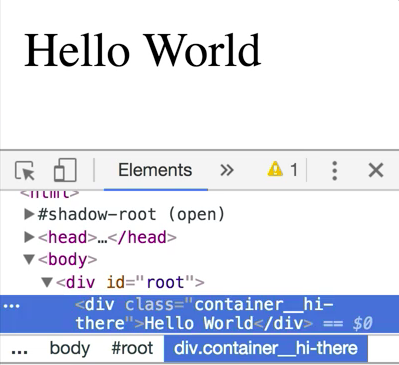 Hello World
Elements » 1
<html>
▶#shadow-root (open)
▶<head>…</head>
▼<body>
▼<div id="root">
… <div class="container__hi-
there">Hello World</div> == $0
… body #root div.container__hi-there